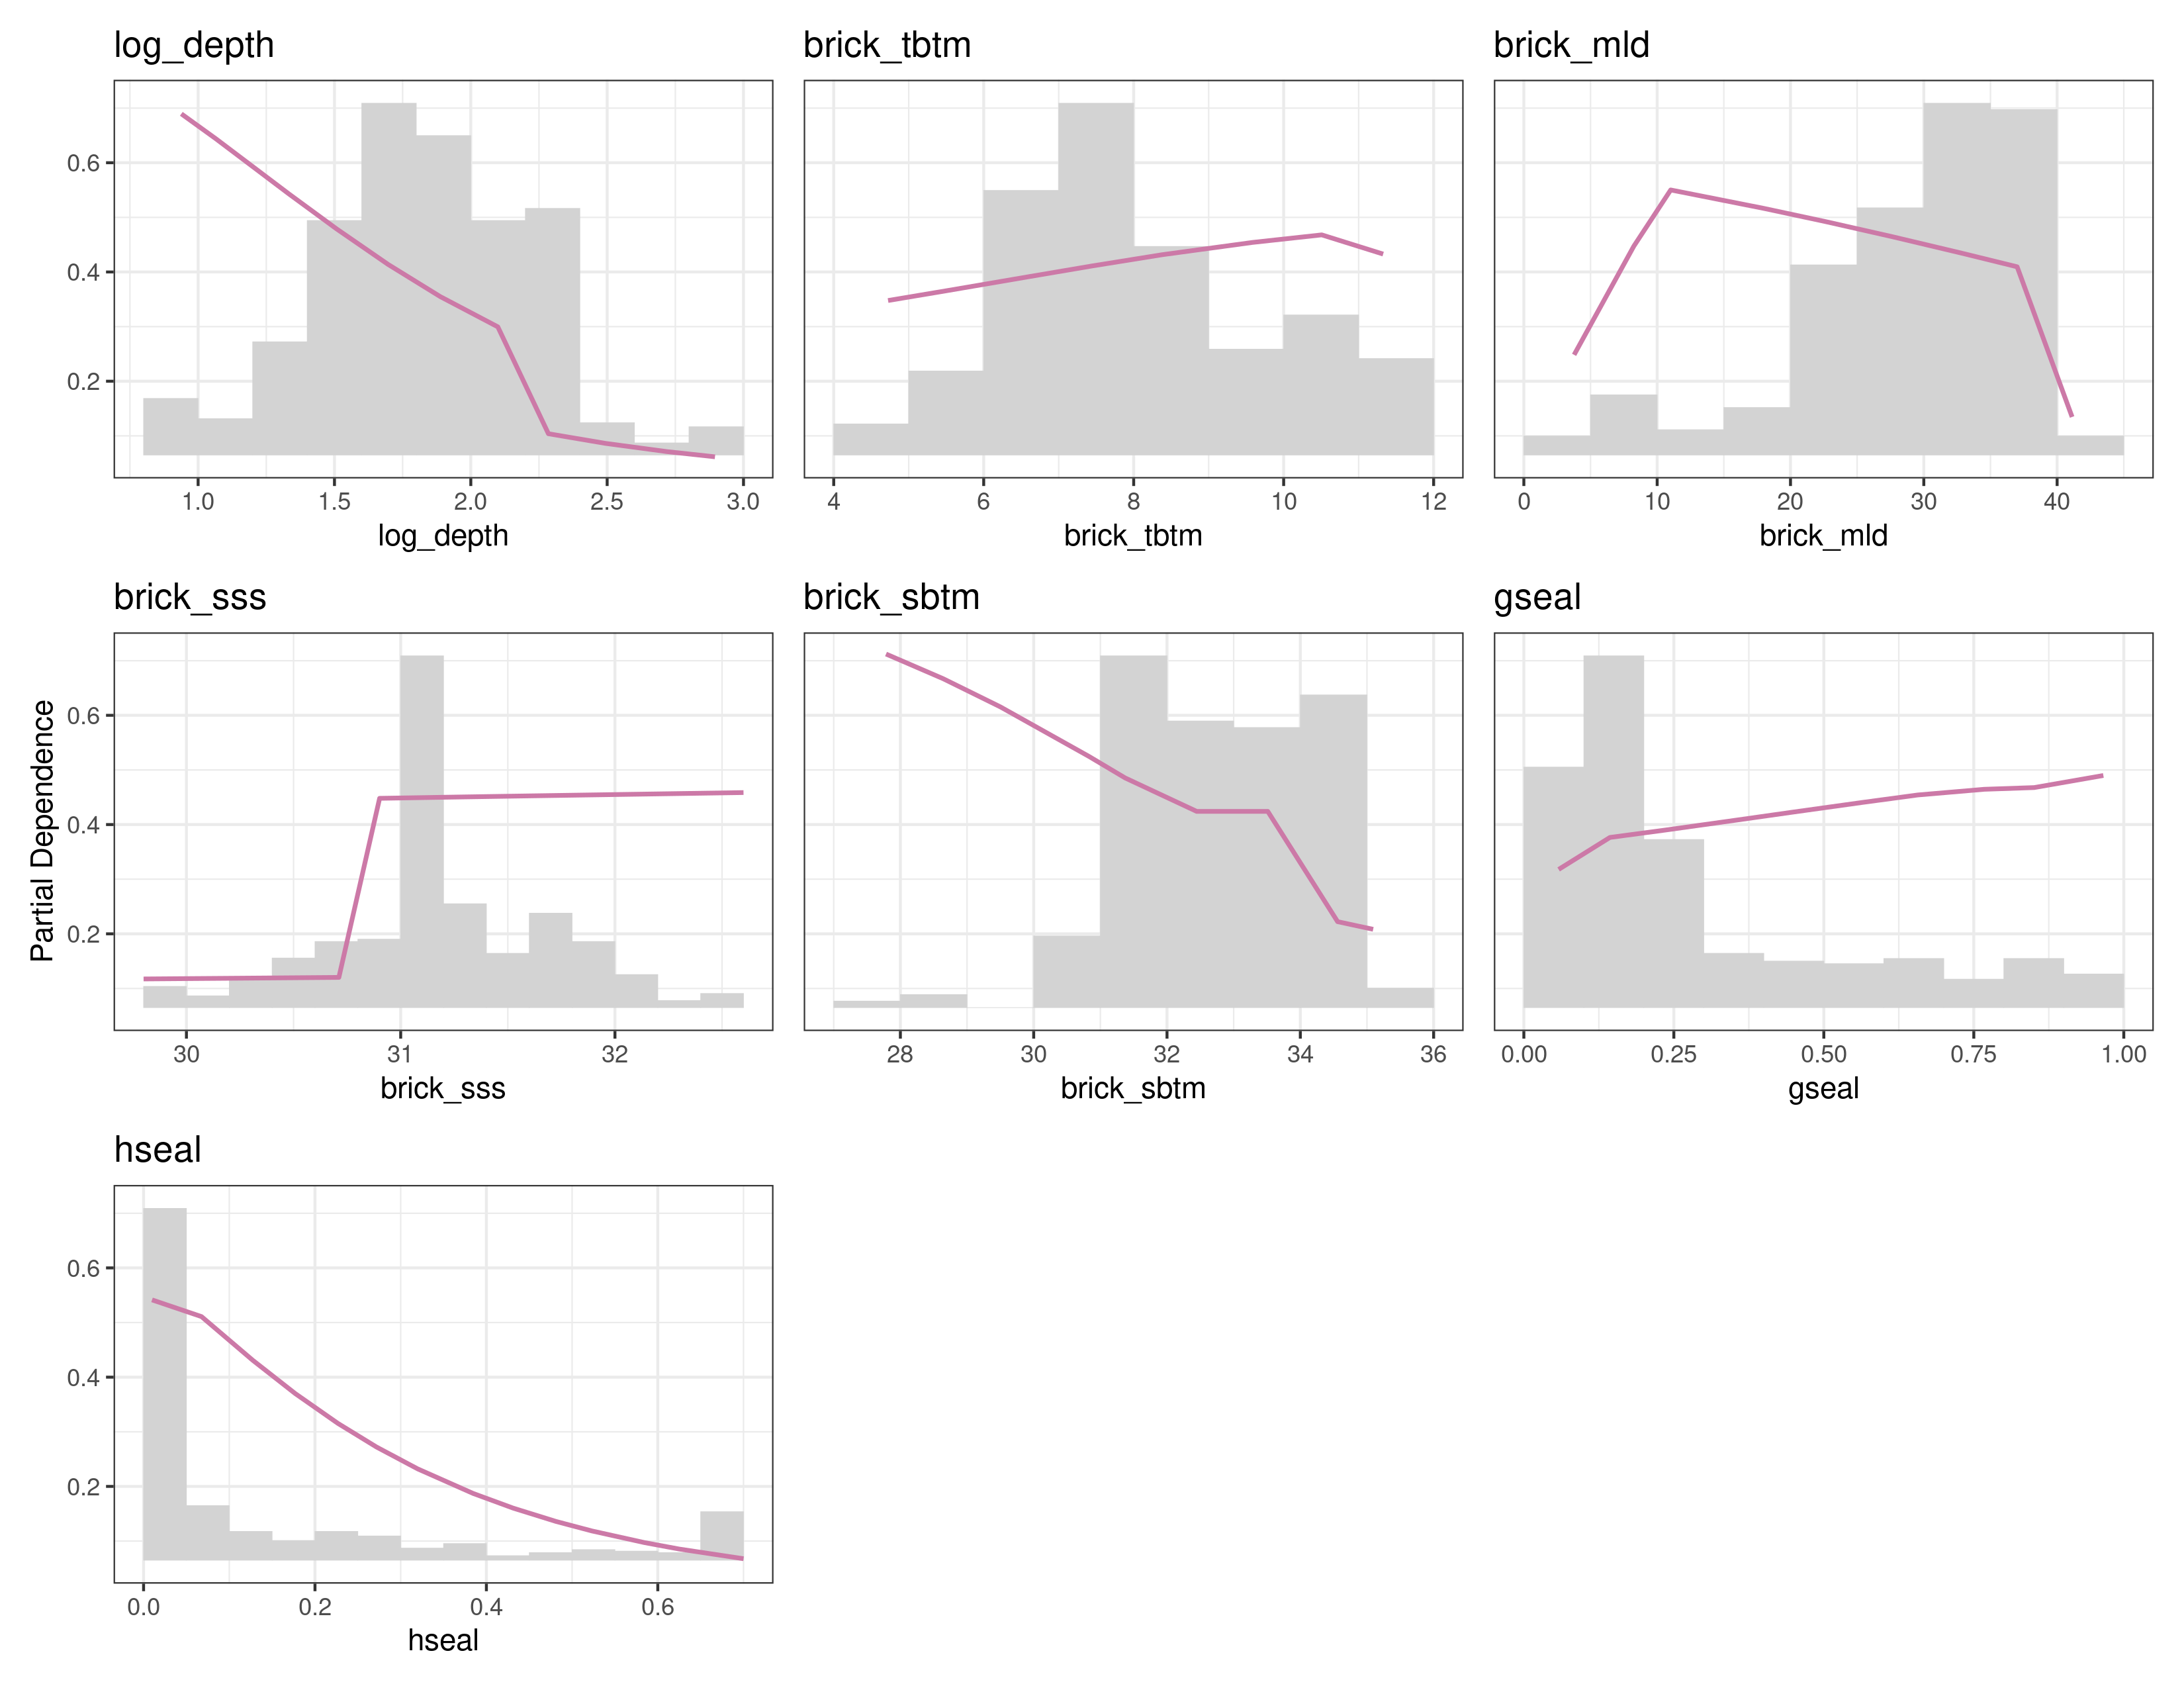 log_depth
brick_tbtm
brick_mld
0.6
0.4
0.2
1.0 1.5 2.0 2.5 3.0
4 6 8 10 12
0 10 20 30 40
log_depth
brick_tbtm
brick_mld
brick_sss
brick_sbtm
gseal
Partial Dependence
0.6
0.4
0.2
30 31 32
28 30 32 34 36
0.00 0.25 0.50 0.75 1.00
brick_sss
brick_sbtm
gseal
hseal
0.6
0.4
0.2
0.0 0.2 0.4 0.6
hseal